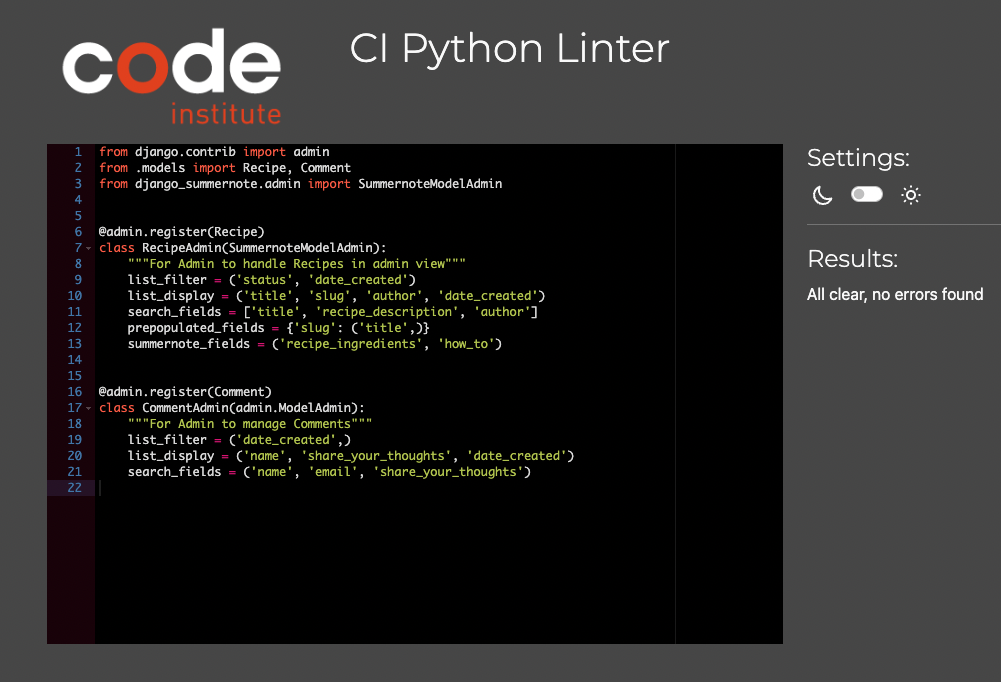 code
institute
CI Python Linter
1 from django.contrib import admin
2 from .models import Recipe, Comment
3 from django_summernote.admin import SummernoteModelAdmin
4
5
6 @admin.register(Recipe)
7 class RecipeAdmin(SummernoteModelAdmin):
8     """For Admin to handle Recipes in admin view"""
9     list_filter = ('status', 'date_created')
10     list_display = ('title', 'slug', 'author', 'date_created')
11     search_fields = ['title', 'recipe_description', 'author']
12     prepopulated_fields = {'slug': ('title',)}
13     summernote_fields = ('recipe_ingredients', 'how_to')
14
15
16 @admin.register(Comment)
17 class CommentAdmin(admin.ModelAdmin):
18     """For Admin to manage Comments"""
19     list_filter = ('date_created',)
20     list_display = ('name', 'share_your_thoughts', 'date_created')
21     search_fields = ('name', 'email', 'share_your_thoughts')
22
Settings:
Results:
All clear, no errors found